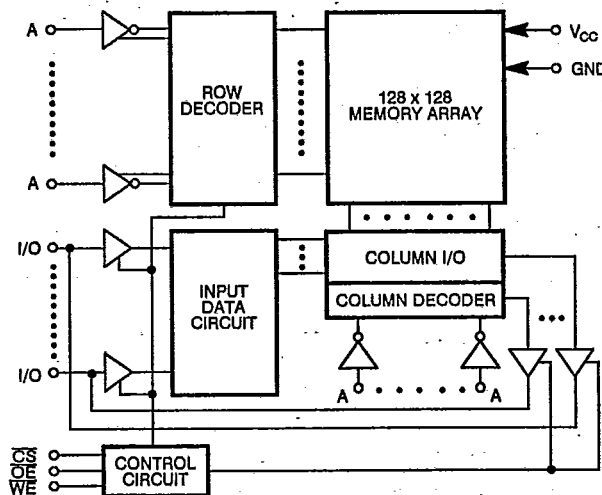 A
VCC
GND
ROW
DECODER
128 x 128
MEMORY ARRAY
A
I/O
INPUT
DATA
CIRCUIT
COLUMN I/O
COLUMN DECODER
I/O
A
A
CS
OE
WE
CONTROL
CIRCUIT